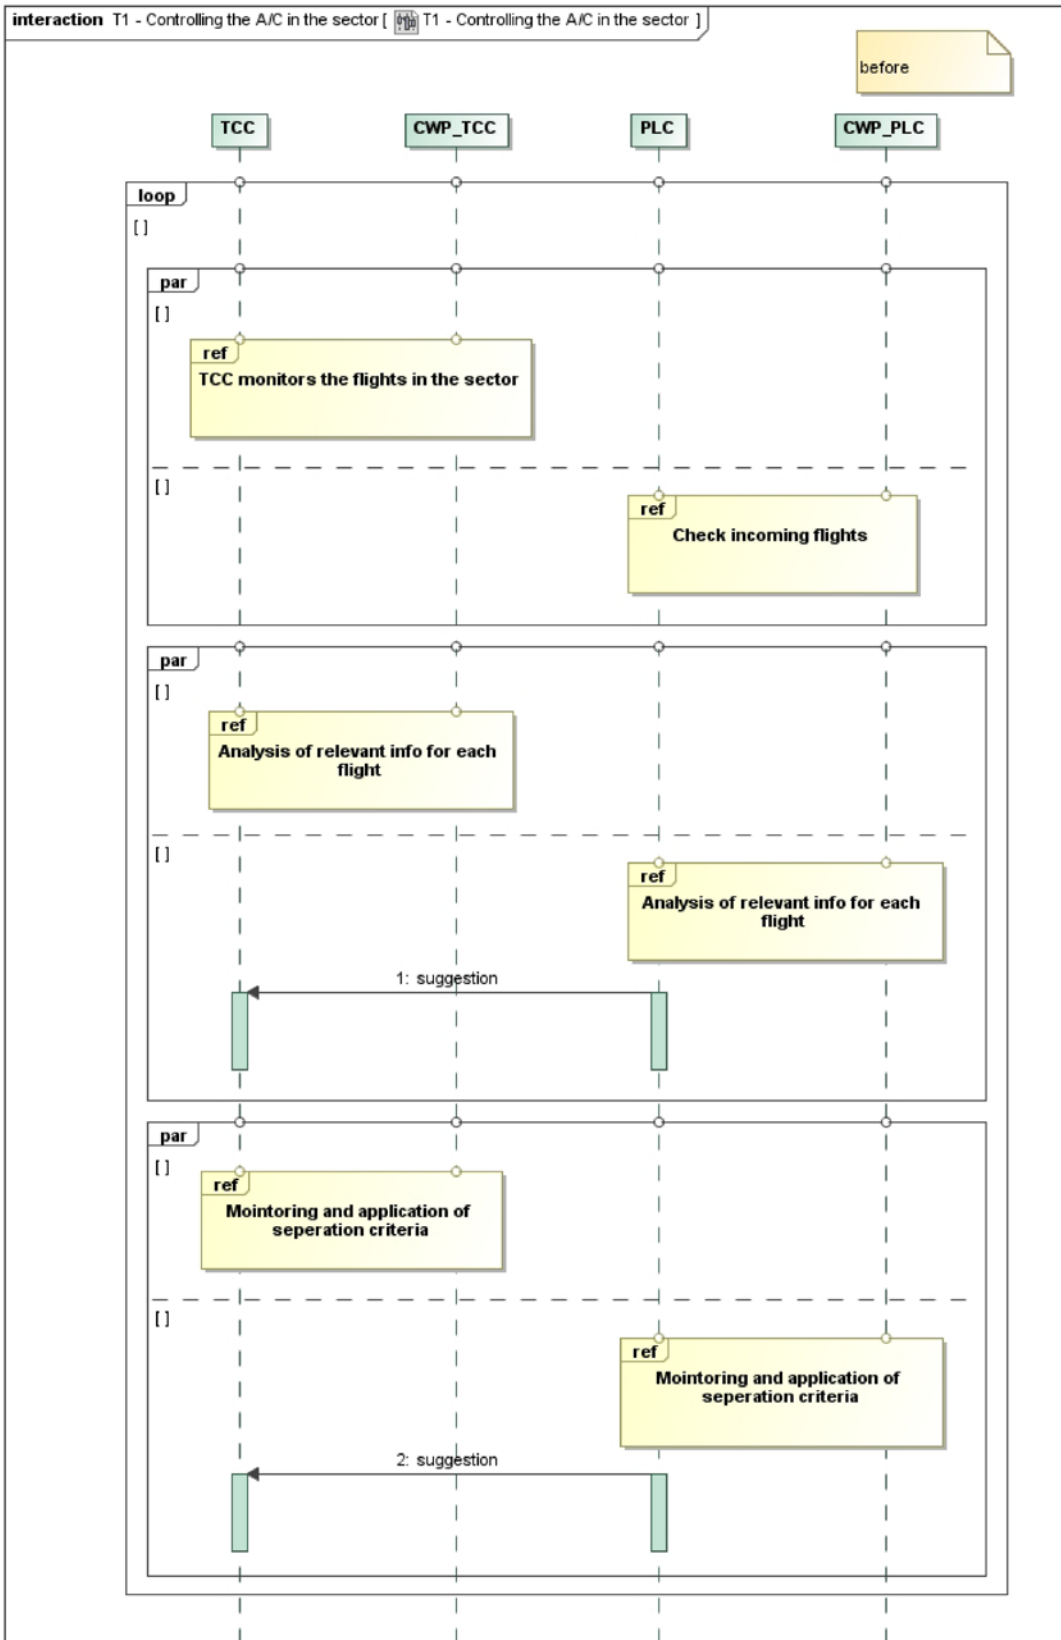 interaction T1 - Controlling the A/C in the sector [ T1 - Controlling the A/C in the sector ]
before
TCC
CWP_TCC
PLC
CWP_PLC
loop
[ ]
par
[ ]
ref
TCC monitors the flights in the sector
[ ]
ref
Check incoming flights
par
[ ]
ref
Analysis of relevant info for each
flight
[ ]
ref
Analysis of relevant info for each
flight
1: suggestion
par
[ ]
ref
Mointoring and application of
seperation criteria
[ ]
ref
Mointoring and application of
seperation criteria
2: suggestion